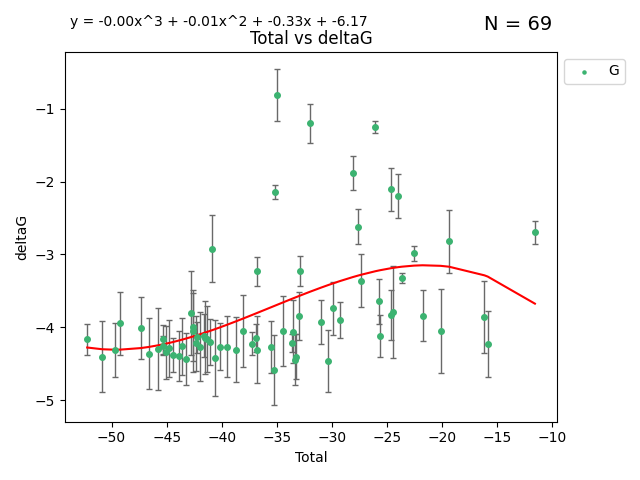 y = -0.00x^3 + -0.01x^2 + -0.33x + -6.17
N = 69
Total vs deltaG
G
deltaG
−1
−2
−3
−4
−5
−50
−45
−40
−35
−30
−25
−20
−15
−10
Total